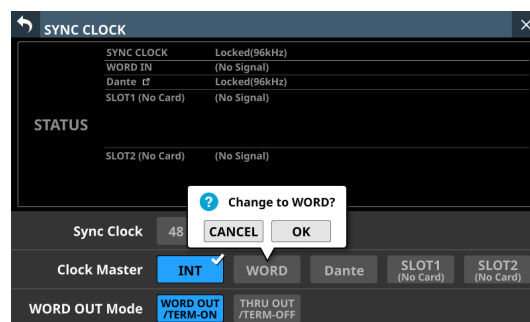 SYNC CLOCK
SYNC CLOCK Locked(96kHz)
WORD IN (No Signal)
Dante Locked(96kHz)
SLOT1 (No Card) (No Signal)
STATUS
SLOT2 (No Card) (No Signal)
Change to WORD?
CANCEL OK
Sync Clock 48
Clock Master INT WORD Dante SLOT1 SLOT2
(No Card) (No Card)
WORD OUT Mode WORD OUT THRU OUT
/TERM-ON /TERM-OFF